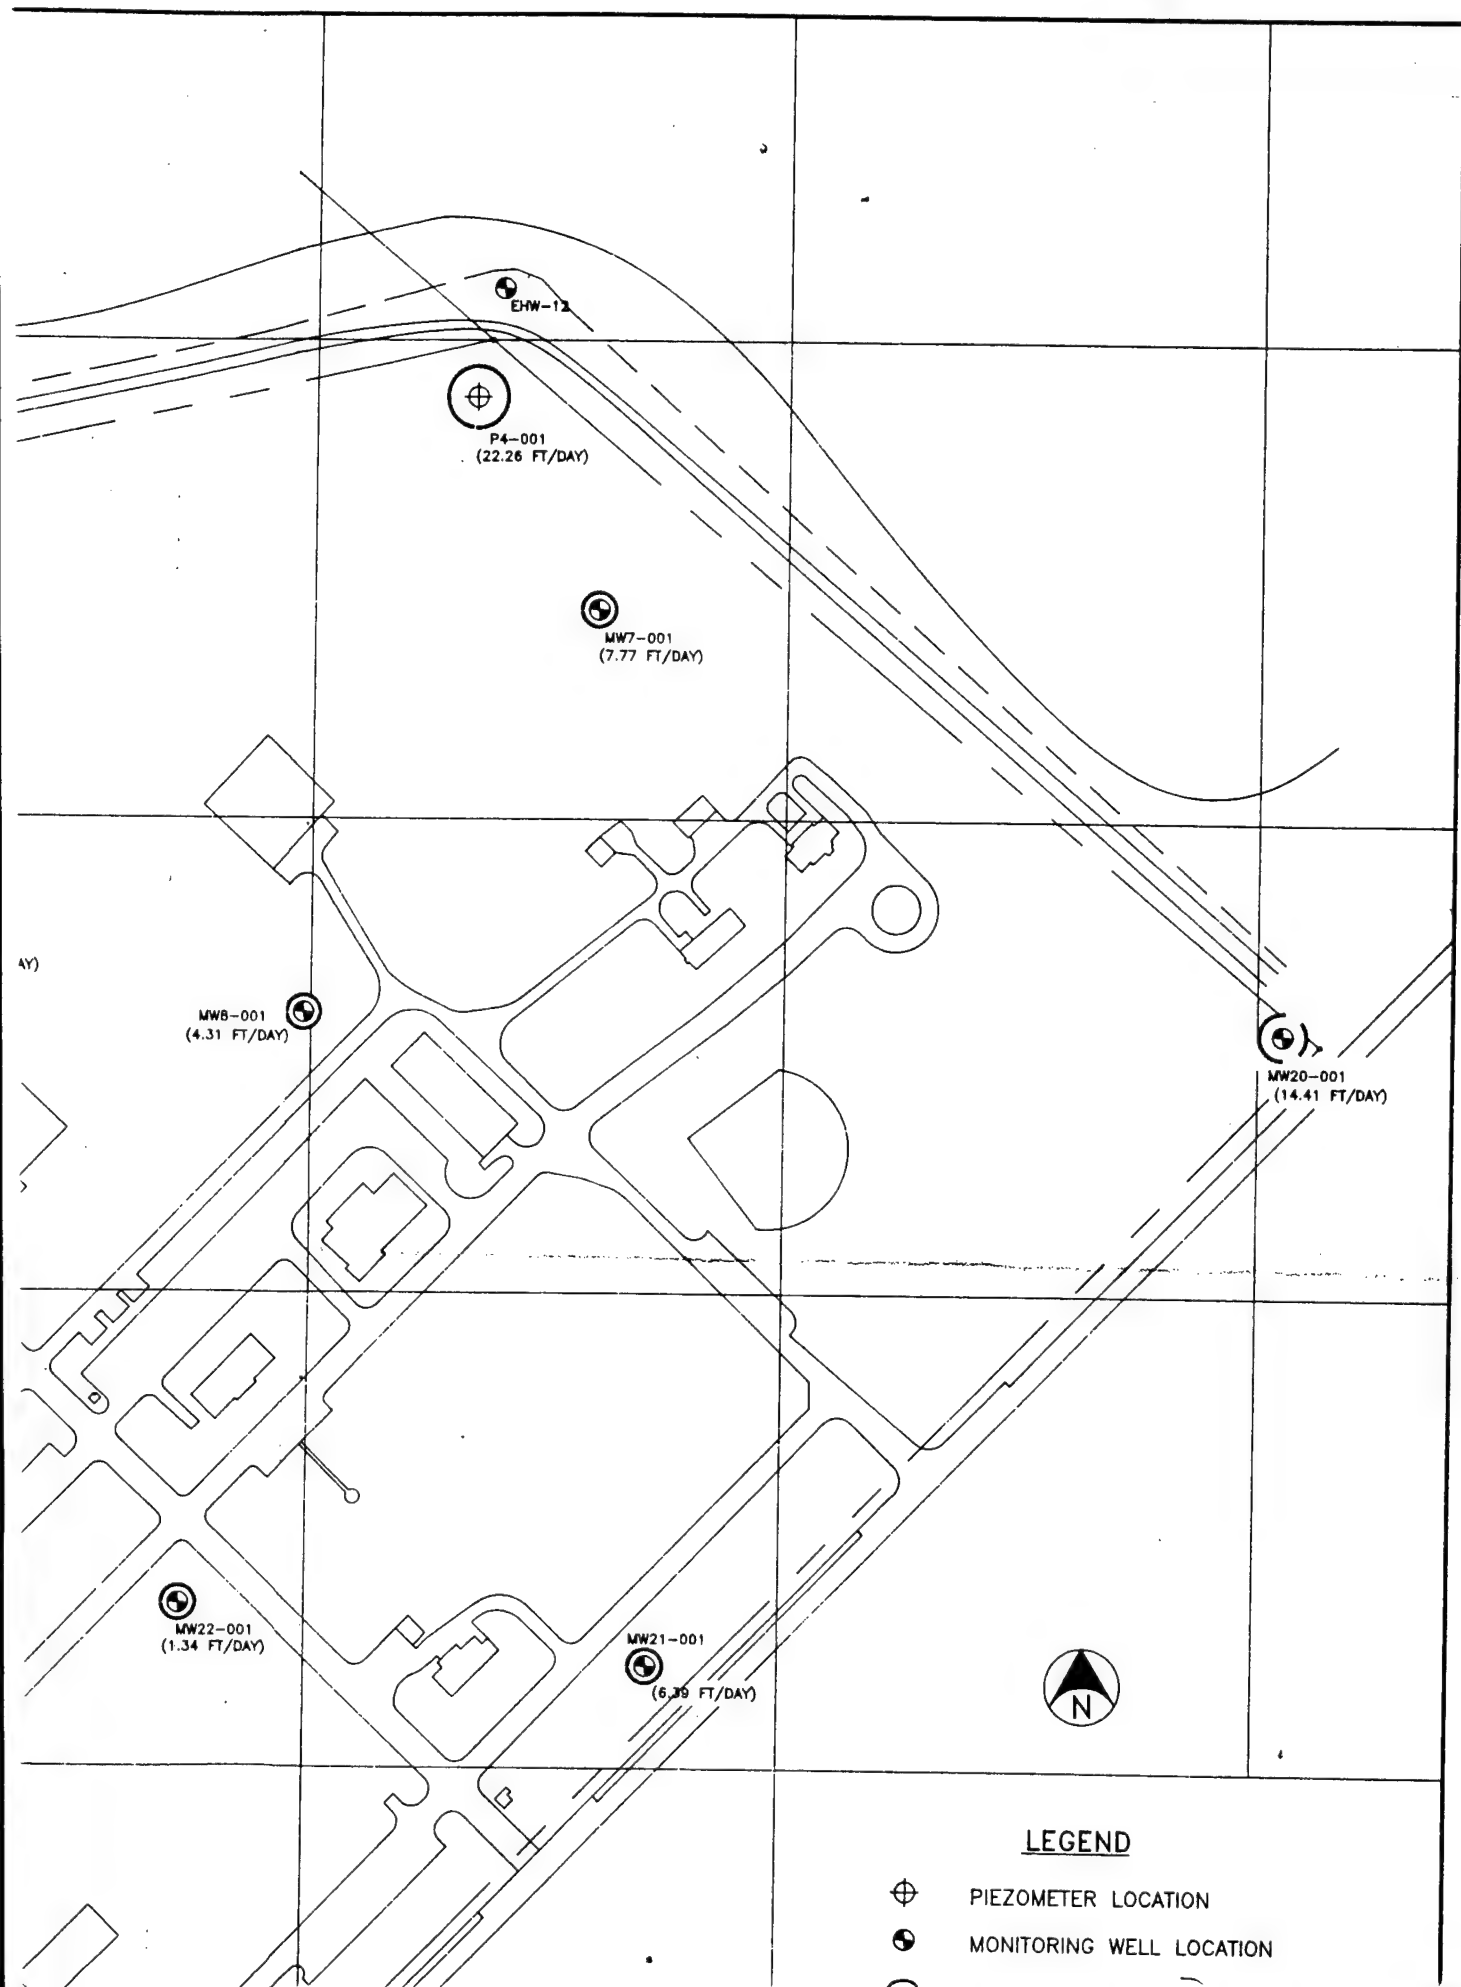 EHW-12
P4-001
(22.26 FT/DAY)
MW7-001
(7.77 FT/DAY)
AY)
MW8-001
(4.31 FT/DAY)
MW20-001
(14.41 FT/DAY)
MW22-001
(1.34 FT/DAY)
MW21-001
(6.39 FT/DAY)
N
LEGEND
PIEZOMETER LOCATION
MONITORING WELL LOCATION